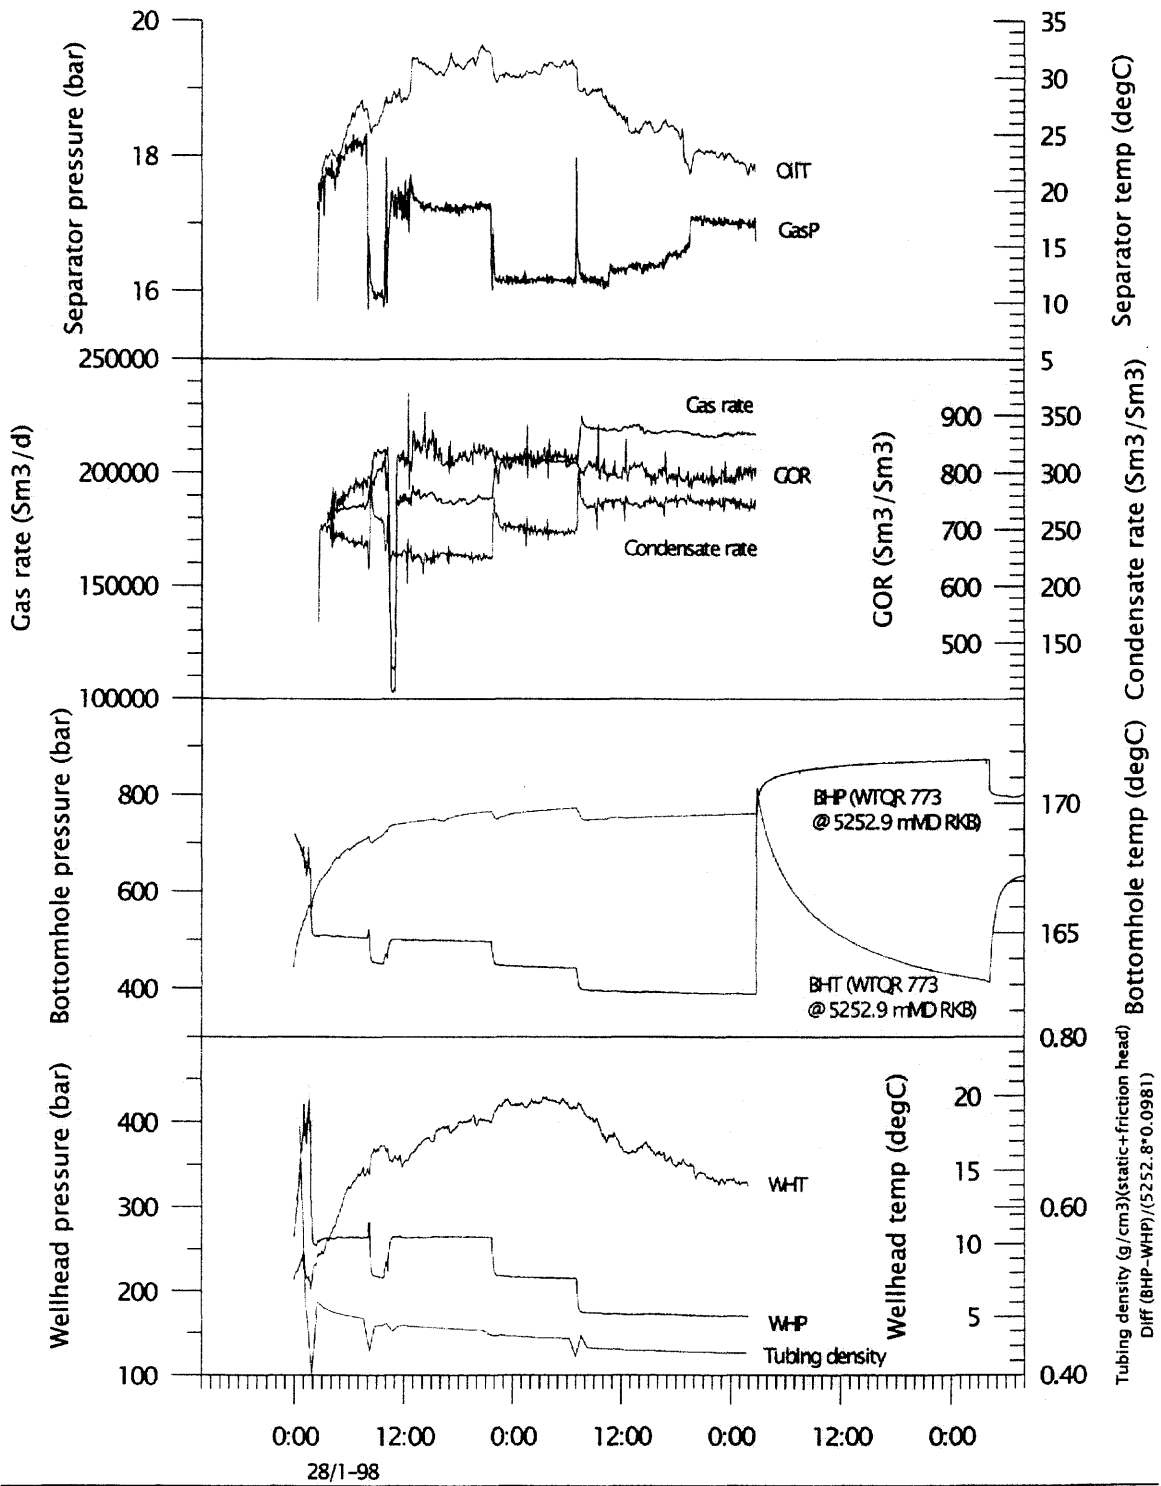 20
18
16
Separator pressure (bar)
35
30
25
20
15
10
5
Separator temp (degC)
OilT
GasP
250000
200000
150000
100000
Gas rate (Sm3/d)
Gas rate
GOR
Condensate rate
900
800
700
600
500
GOR (Sm3/Sm3)
350
300
250
200
150
Condensate rate (Sm3/Sm3)
800
600
400
Bottomhole pressure (bar)
BHP (WTQR 773
@ 5252.9 mMD RKB)
BHT (WTQR 773
@ 5252.9 mMD RKB)
170
165
Bottomhole temp (degC)
400
300
200
100
Wellhead pressure (bar)
WHT
WHP
Tubing density
20
15
10
5
Wellhead temp (degC)
0.80
0.60
0.40
Tubing density (g/cm3)(static+friction head)
Diff (BHP-WHP)/(5252.8*0.0981)
0:00 12:00 0:00 12:00 0:00 12:00 0:00
28/1-98